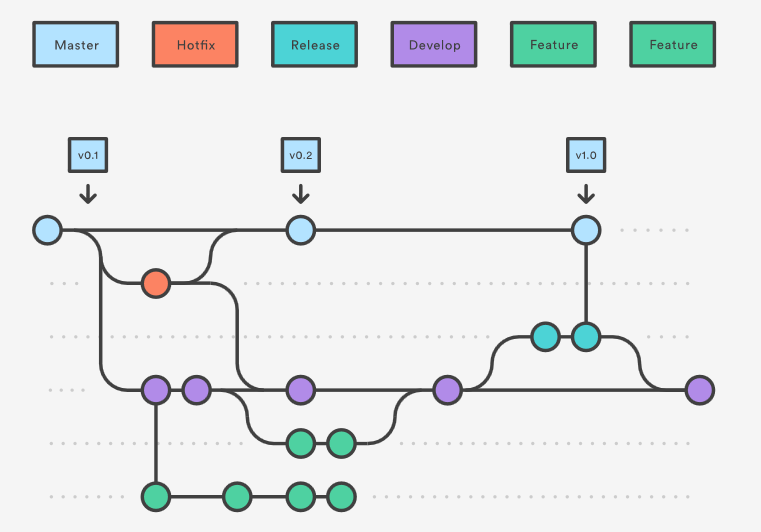 Master
Hotfix
Release
Develop
Feature
Feature
v0.1
v0.2
v1.0